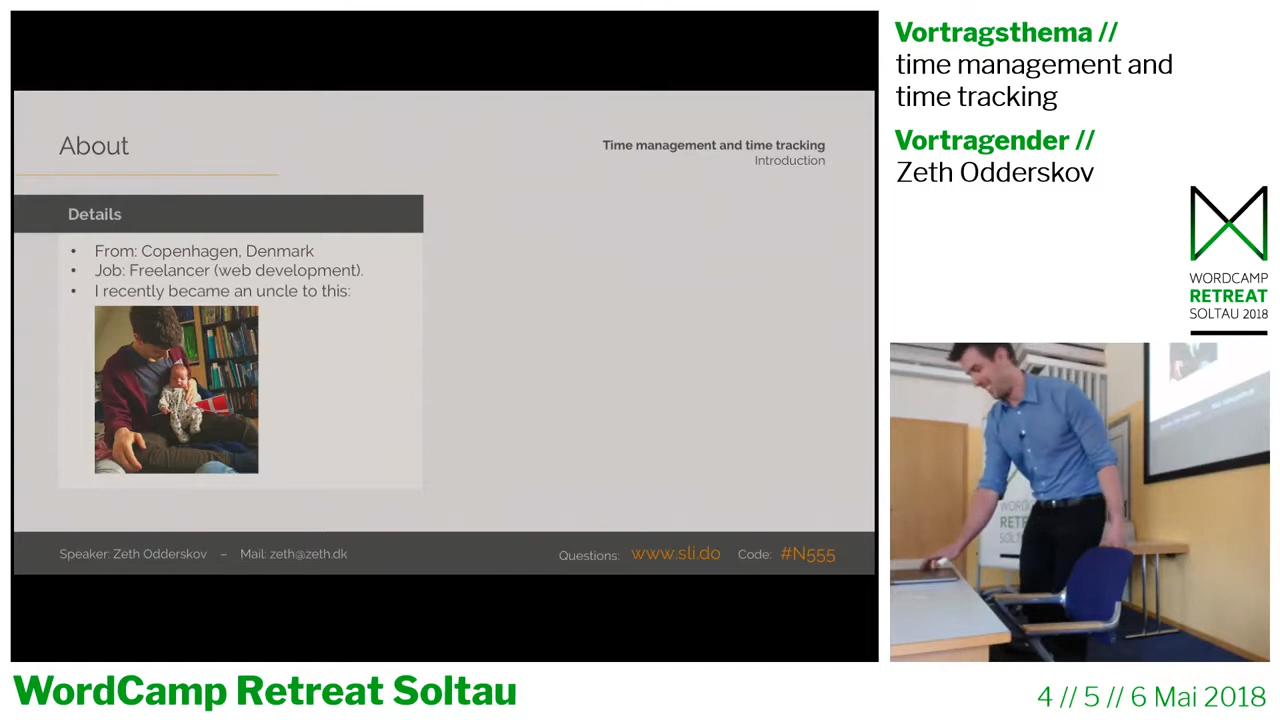 About
Time management and time tracking
Introduction
Details
• From: Copenhagen, Denmark
• Job: Freelancer (web development).
• I recently became an uncle to this:
Speaker: Zeth Odderskov – Mail: zeth@zeth.dk
Questions: www.sli.do Code: #N555
Vortragsthema //
time management and
time tracking
Vortragender //
Zeth Odderskov
WORDCAMP
RETREAT
SOLTAU 2018
WordCamp Retreat Soltau
4 // 5 // 6 Mai 2018